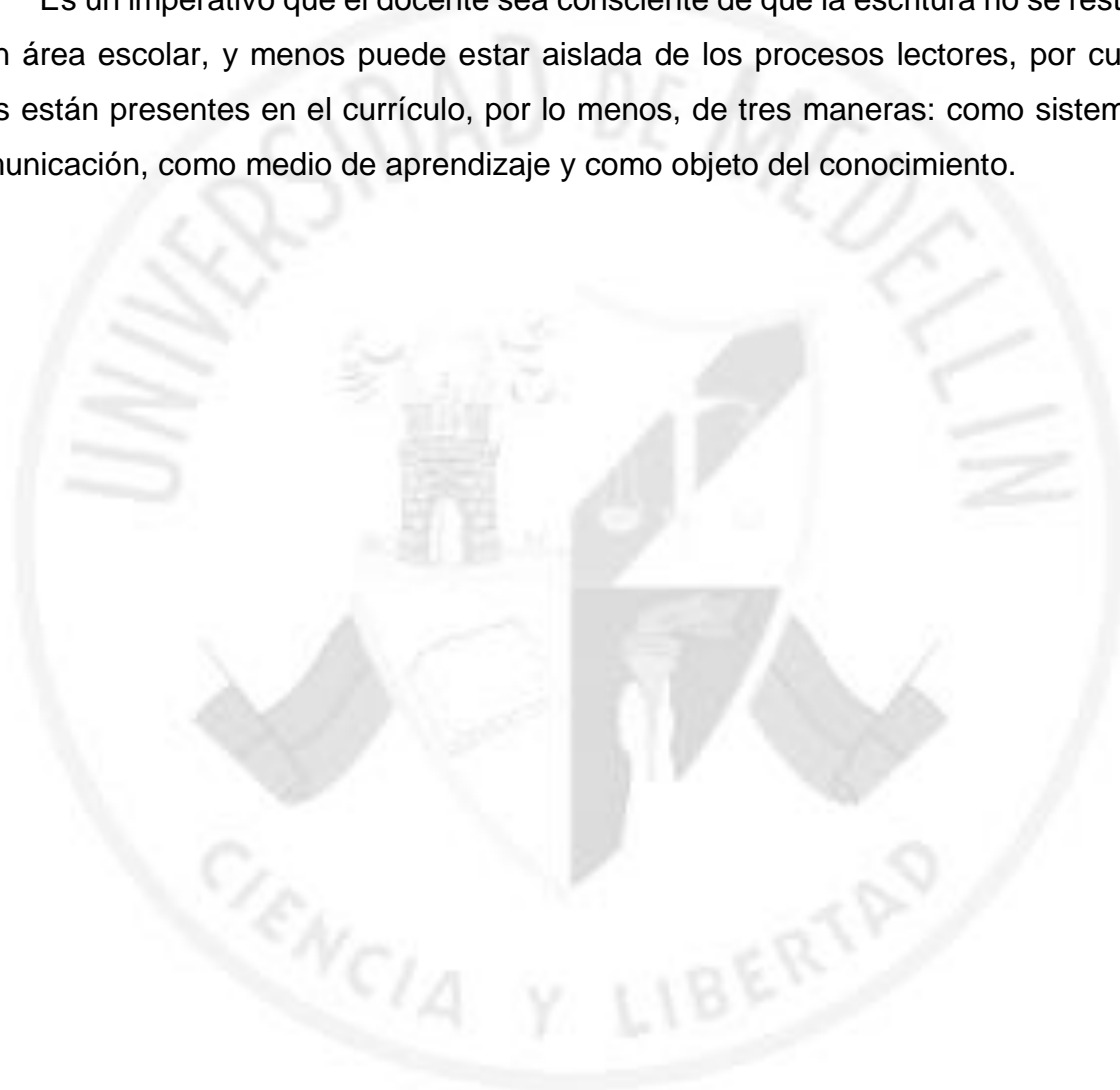 Es un imperativo que el docente sea consciente de que la escritura no se rest
n área escolar, y menos puede estar aislada de los procesos lectores, por cu
s están presentes en el currículo, por lo menos, de tres maneras: como sistem
unicación, como medio de aprendizaje y como objeto del conocimiento.
UNIVERSIDAD DE MEDELLIN
CIENCIA Y LIBERTAD